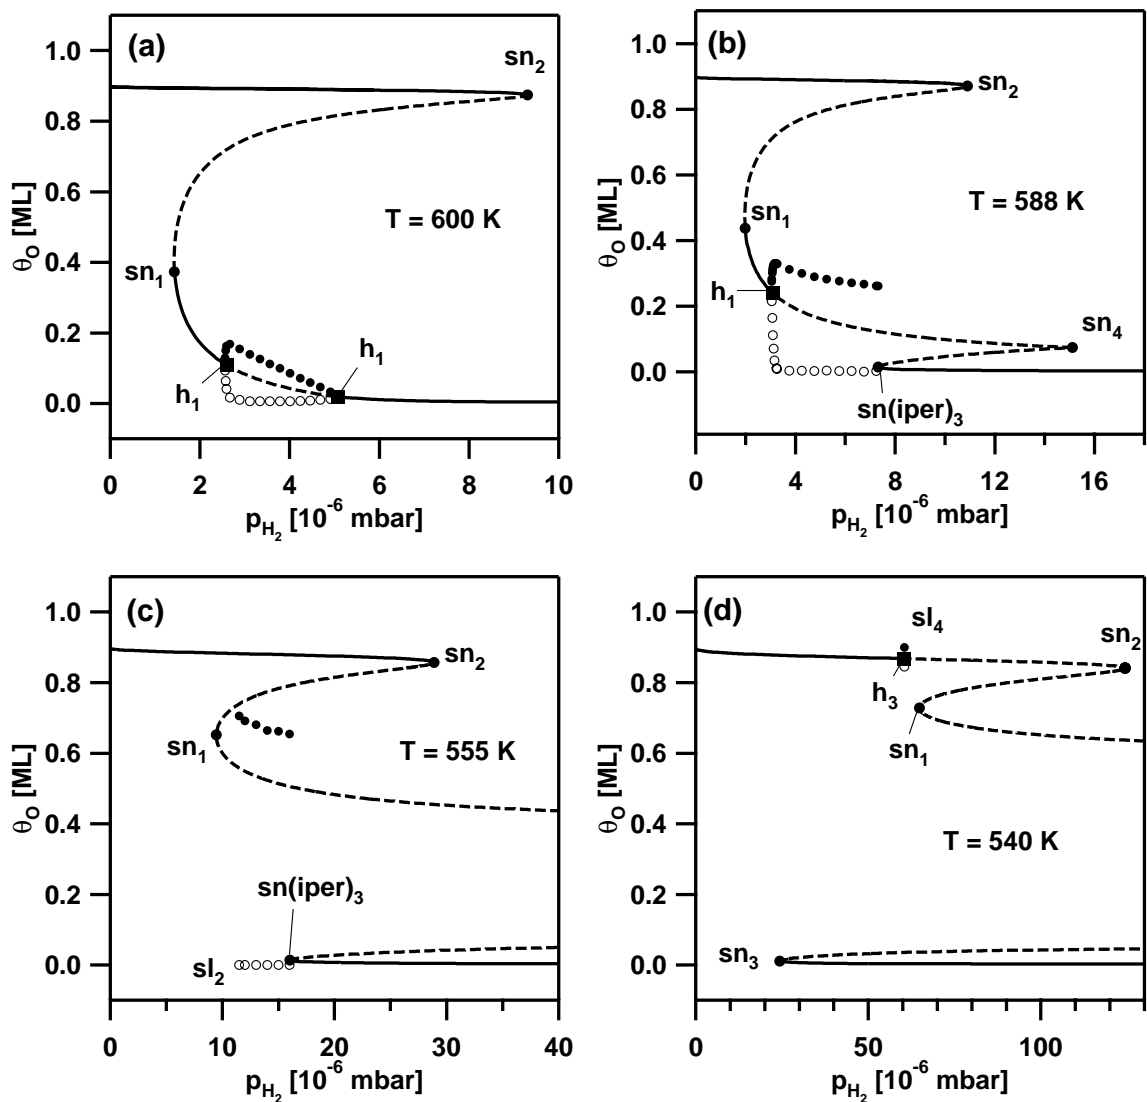 (a)
sn2
1.0
0.8
0.6
0.4
0.2
0.0
θO [ML]
T = 600 K
sn1
h1
h1
0 2 4 6 8 10
pH2 [10-6 mbar]
(b)
sn2
1.0
0.8
0.6
0.4
0.2
0.0
θO [ML]
T = 588 K
sn1
h1
sn4
sn(iper)3
0 4 8 12 16
pH2 [10-6 mbar]
(c)
sn2
1.0
0.8
0.6
0.4
0.2
0.0
θO [ML]
sn1
T = 555 K
sn(iper)3
sl2
0 10 20 30 40
pH2 [10-6 mbar]
(d)
sl4
sn2
1.0
0.8
0.6
0.4
0.2
0.0
θO [ML]
h3
sn1
T = 540 K
sn3
0 50 100
pH2 [10-6 mbar]